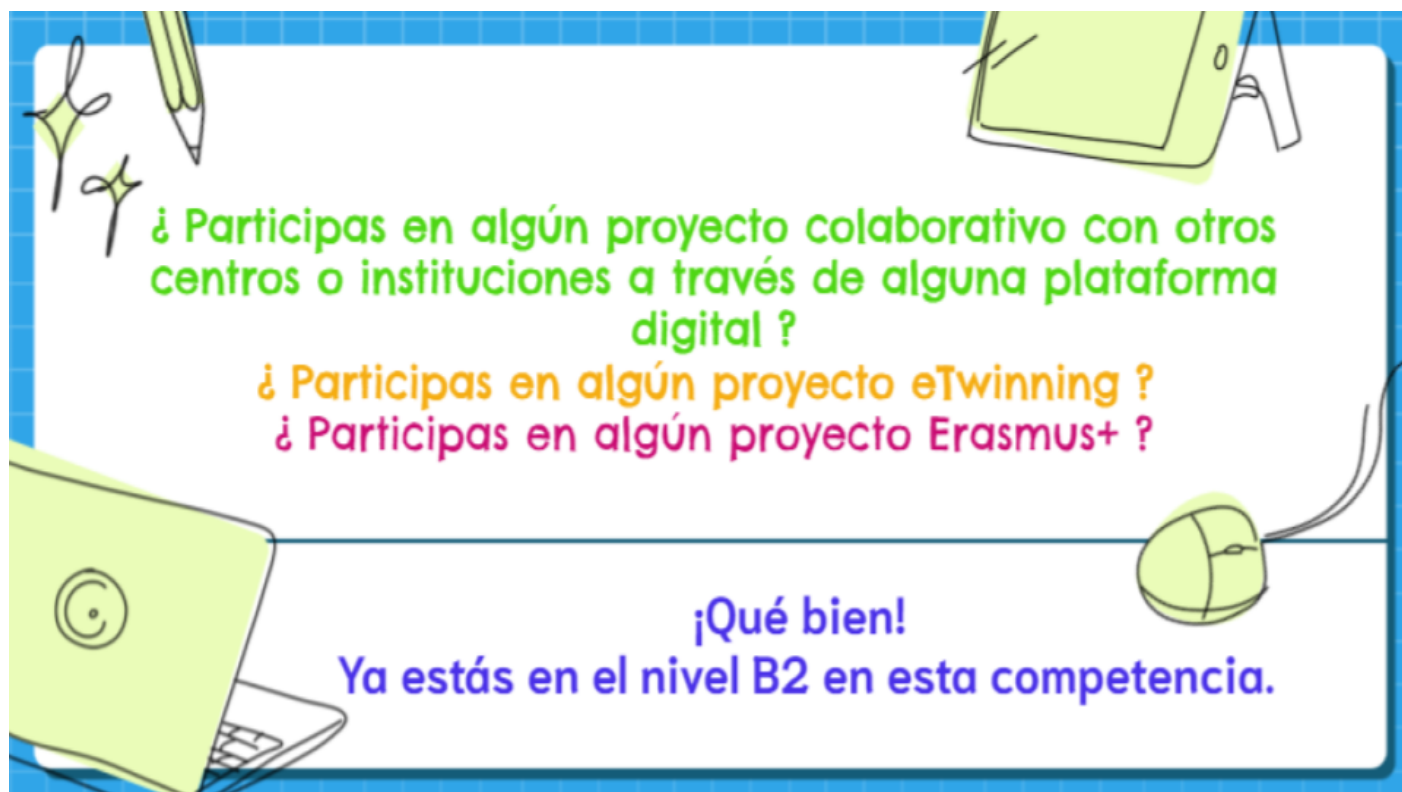 ¿ Participas en algún proyecto colaborativo con otros
centros o instituciones a través de alguna plataforma
digital ?
¿ Participas en algún proyecto eTwinning ?
¿ Participas en algún proyecto Erasmus+ ?
¡Qué bien!
Ya estás en el nivel B2 en esta competencia.